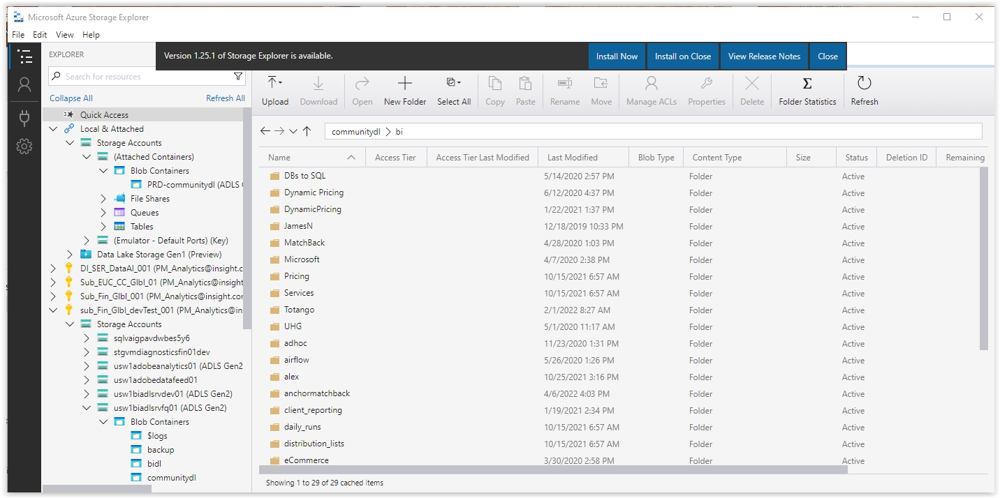 Microsoft Azure Storage Explorer
File Edit View Help
EXPLORER
Version 1.25.1 of Storage Explorer is available.
Install Now Install on Close View Release Notes Close
Search for resources
Collapse All Refresh All
Quick Access
Local & Attached
Storage Accounts
(Attached Containers)
Blob Containers
PRD-communitydl (ADLS
File Shares
Queues
Tables
(Emulator - Default Ports) (Key)
Data Lake Storage Gen1 (Preview)
DI_SER_DataAI_001 (PM_Analytics@insight.c
Sub_EUC_CC_Glbl_01 (PM_Analytics@insight
Sub_Fin_Glbl_001 (PM_Analytics@insight.cor
sub_Fin_Glbl_devTest_001 (PM_Analytics@in
Storage Accounts
sqlvaigpavdwbes5y6
stgvmdiagnosticsfin01dev
usw1adobeanalytics01 (ADLS Gen2
usw1adobedatafeed01
usw1biadlsrvdev01 (ADLS Gen2)
usw1biadlsrvfq01 (ADLS Gen2)
Blob Containers
$logs
backup
bidl
communitydl
Upload Download Open New Folder Select All Copy Paste Rename Move Manage ACLs Properties Delete Folder Statistics Refresh
communitydl > bi
Name Access Tier Access Tier Last Modified Last Modified Blob Type Content Type Size Status Deletion ID Remaining
DBs to SQL 5/14/2020 2:57 PM Folder Active
Dynamic Pricing 6/12/2020 4:37 PM Folder Active
DynamicPricing 1/22/2021 1:37 PM Folder Active
JamesN 12/18/2019 10:33 PM Folder Active
MatchBack 4/28/2020 1:03 PM Folder Active
Microsoft 4/7/2020 2:38 PM Folder Active
Pricing 10/15/2021 6:57 AM Folder Active
Services 10/15/2021 6:57 AM Folder Active
Totango 2/1/2022 8:27 AM Folder Active
UHG 5/1/2020 11:17 AM Folder Active
adhoc 11/23/2020 1:31 PM Folder Active
airflow 5/26/2020 1:26 PM Folder Active
alex 10/25/2021 3:16 PM Folder Active
anchormatchback 4/6/2022 4:03 PM Folder Active
client_reporting 1/19/2021 2:34 PM Folder Active
daily_runs 10/15/2021 6:57 AM Folder Active
distribution_lists 10/15/2021 6:57 AM Folder Active
eCommerce 3/30/2020 2:58 PM Folder Active
Showing 1 to 29 of 29 cached items